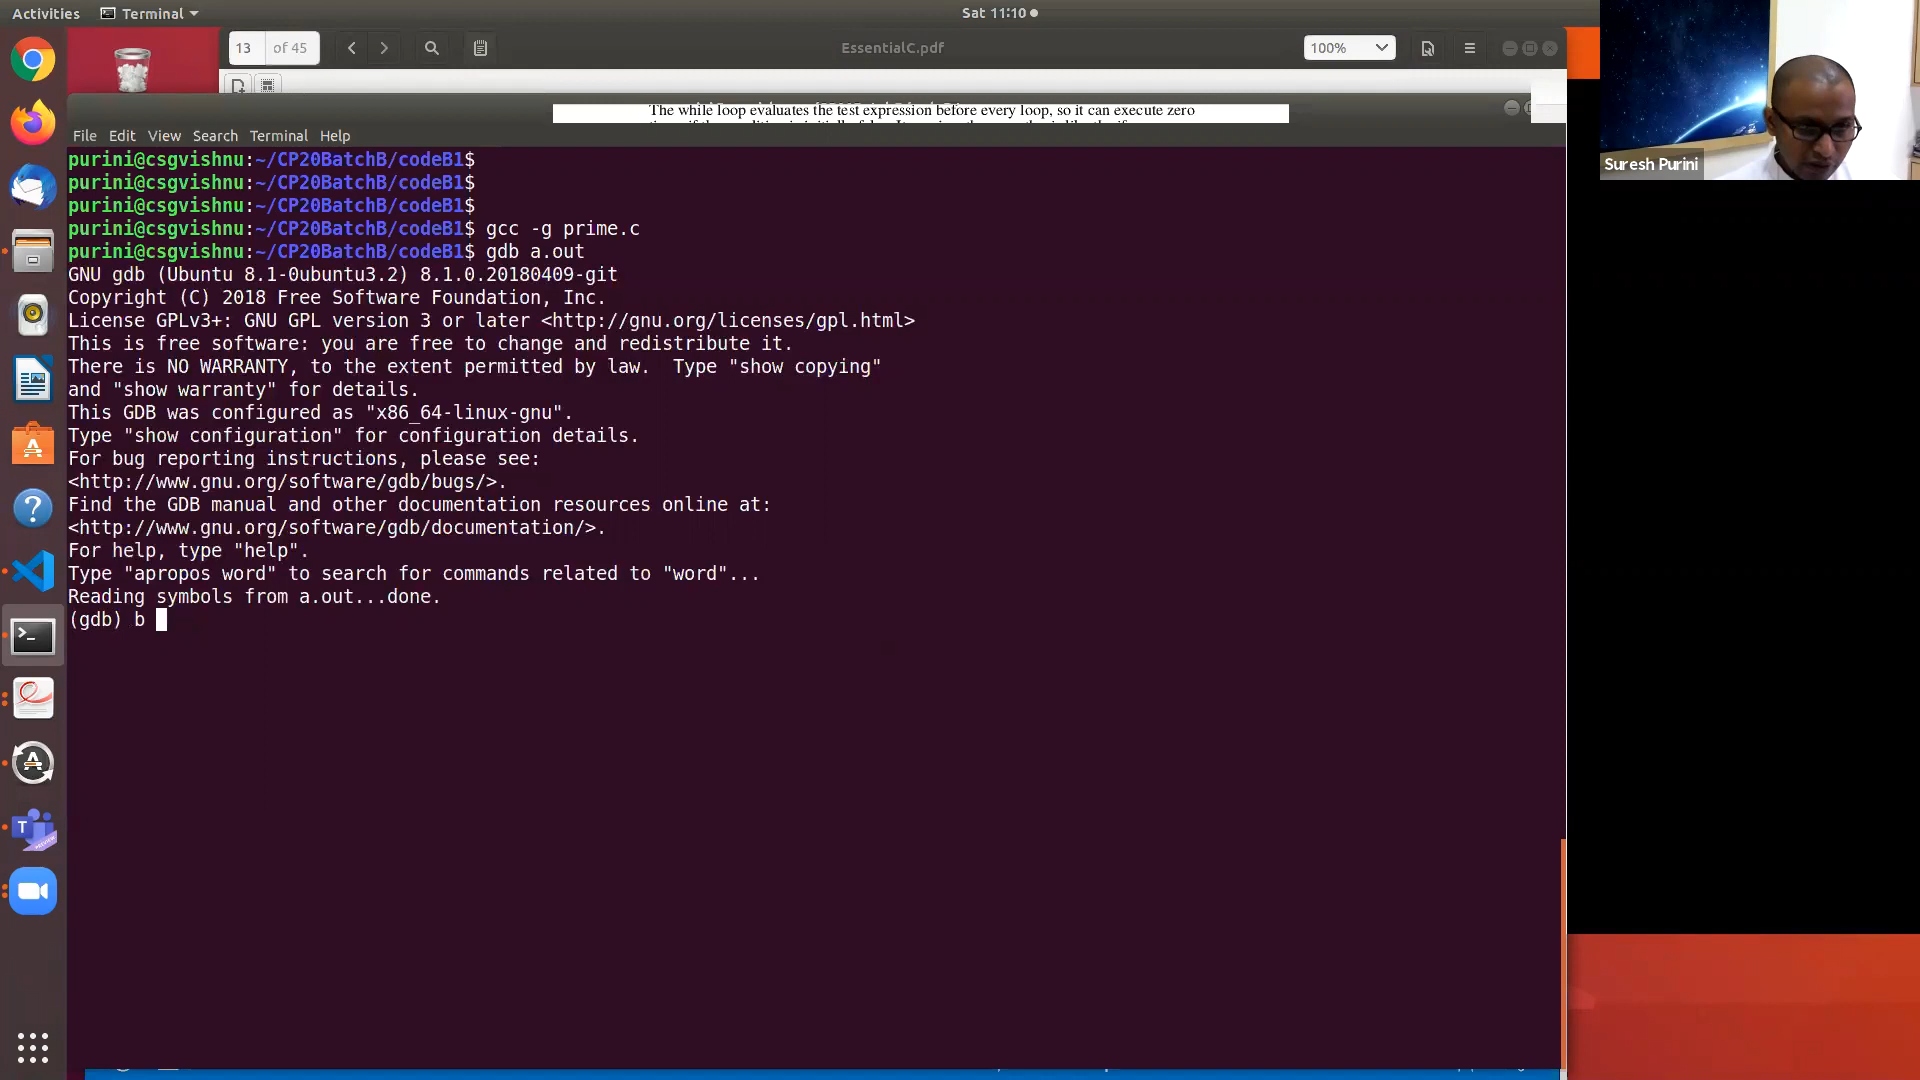 Activities
Terminal
Sat 11:10
13 of 45
EssentialC.pdf
100%
The while loop evaluates the test expression before every loop, so it can execute zero
File Edit View Search Terminal Help
purini@csgvishnu:~/CP20BatchB/codeB1$
purini@csgvishnu:~/CP20BatchB/codeB1$
purini@csgvishnu:~/CP20BatchB/codeB1$
purini@csgvishnu:~/CP20BatchB/codeB1$ gcc -g prime.c
purini@csgvishnu:~/CP20BatchB/codeB1$ gdb a.out
GNU gdb (Ubuntu 8.1-0ubuntu3.2) 8.1.0.20180409-git
Copyright (C) 2018 Free Software Foundation, Inc.
License GPLv3+: GNU GPL version 3 or later <http://gnu.org/licenses/gpl.html>
This is free software: you are free to change and redistribute it.
There is NO WARRANTY, to the extent permitted by law.  Type "show copying"
and "show warranty" for details.
This GDB was configured as "x86_64-linux-gnu".
Type "show configuration" for configuration details.
For bug reporting instructions, please see:
<http://www.gnu.org/software/gdb/bugs/>.
Find the GDB manual and other documentation resources online at:
<http://www.gnu.org/software/gdb/documentation/>.
For help, type "help".
Type "apropos word" to search for commands related to "word"...
Reading symbols from a.out...done.
(gdb) b
Suresh Purini